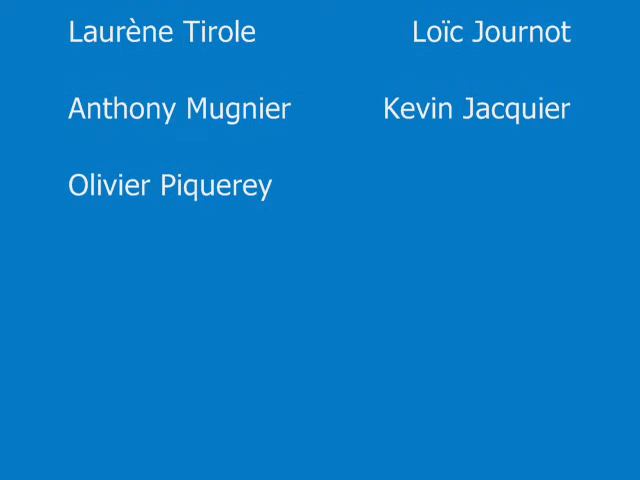 Laurène Tirole Loïc Journot
Anthony Mugnier Kevin Jacquier
Olivier Piquerey